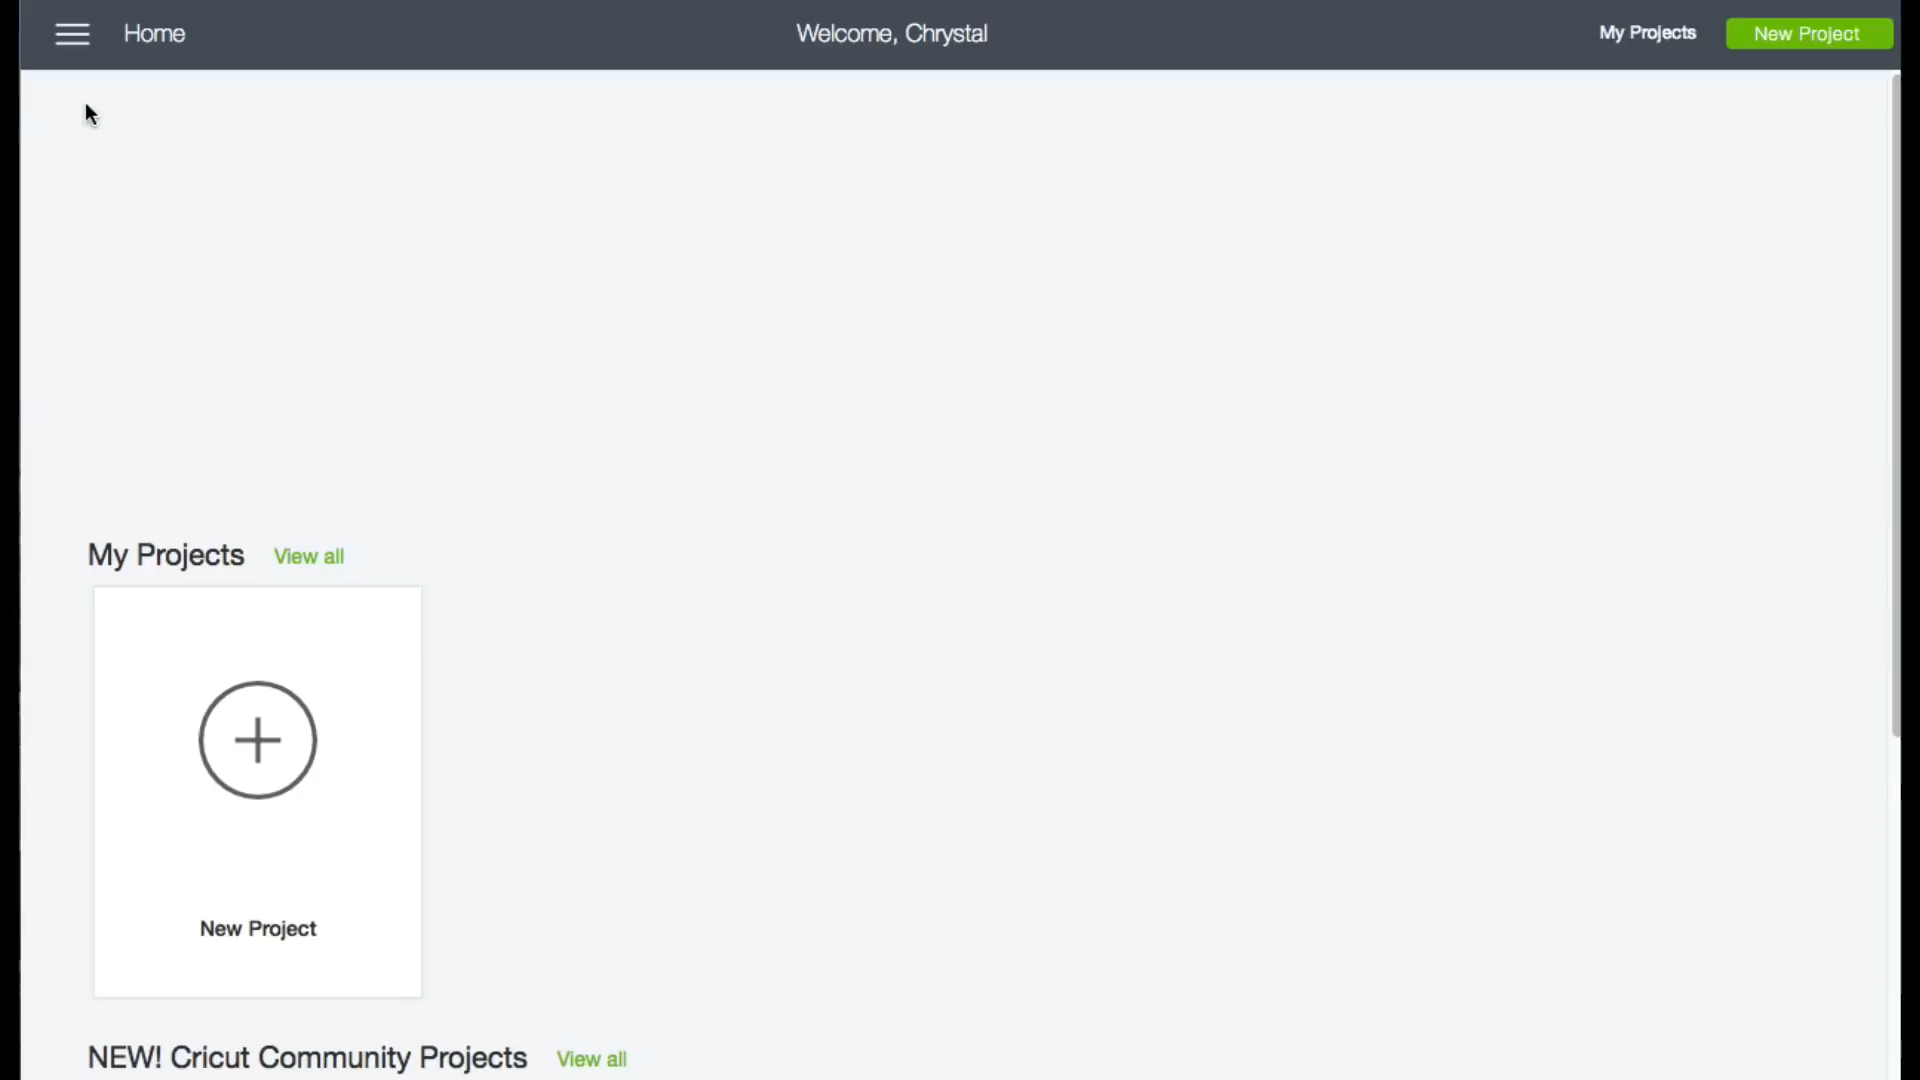 Home
Welcome, Chrystal
My Projects
New Project
My Projects
View all
New Project
NEW! Cricut Community Projects
View all